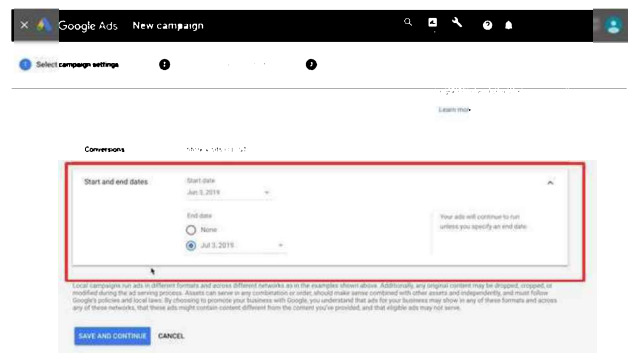 Google Ads New campaign
Select campaign settings
Learn more
Conversions
Start and end dates
Start date
Jun 3, 2019
End date
None
Jul 3, 2019
Your ads will continue to run
unless you specify an end date
Local campaigns run ads in different formats and across different networks as in the examples shown above. Additionally, any original content may be dropped, cropped, or
modified during the ad serving process. Assets can serve in any combination or order, should make sense combined with other assets and independently, and must follow
Google's policies and local laws. By choosing to promote your business with Google, you understand that ads for your business may show in any of these formats and across
any of these networks, that these ads might contain content different from the content you've provided, and that eligible ads may not serve.
SAVE AND CONTINUE CANCEL